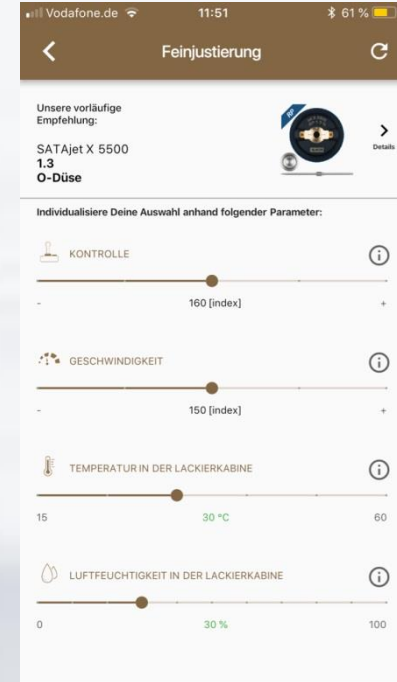 Vodafone.de 11:51 61 %
Feinjustierung
Unsere vorläufige
Empfehlung:
SATAjet X 5500
1.3
O-Düse
RP
Details
Individualisiere Deine Auswahl anhand folgender Parameter:
KONTROLLE
- 160 [index] +
GESCHWINDIGKEIT
- 150 [index] +
TEMPERATUR IN DER LACKIERKABINE
15 30 °C 60
LUFTFEUCHTIGKEIT IN DER LACKIERKABINE
0 30 % 100